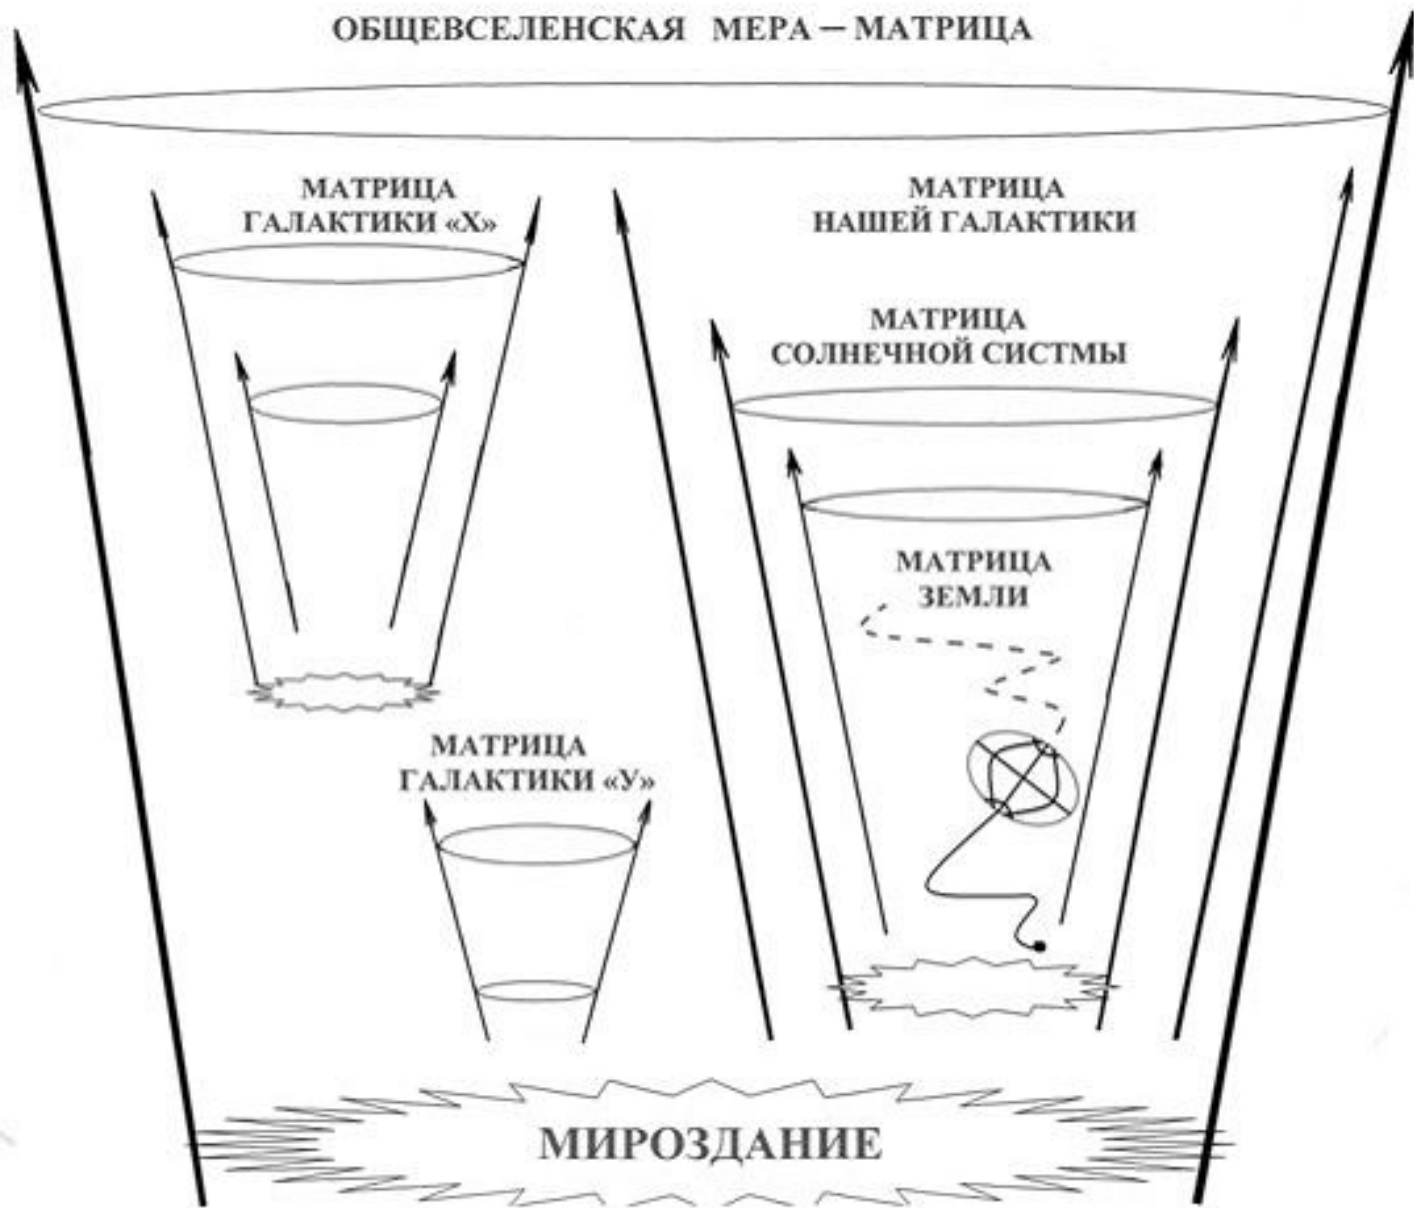 ОБЩЕВСЕЛЕНСКАЯ МЕРА – МАТРИЦА
МАТРИЦА
ГАЛАКТИКИ «Х»
МАТРИЦА
НАШЕЙ ГАЛАКТИКИ
МАТРИЦА
СОЛНЕЧНОЙ СИСТМЫ
МАТРИЦА
ЗЕМЛИ
МАТРИЦА
ГАЛАКТИКИ «У»
МИРОЗДАНИЕ